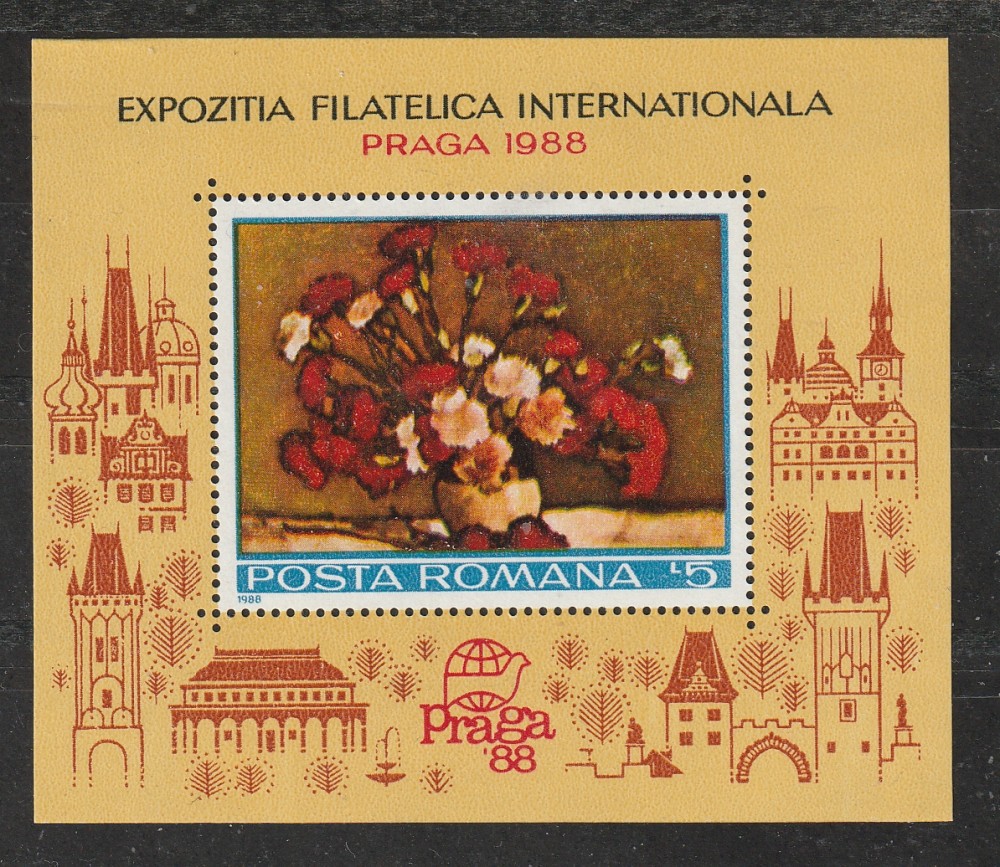 EXPOZITIA FILATELICA INTERNATIONALA
PRAGA 1988
POSTA ROMANA L5
1988
Praga
'88